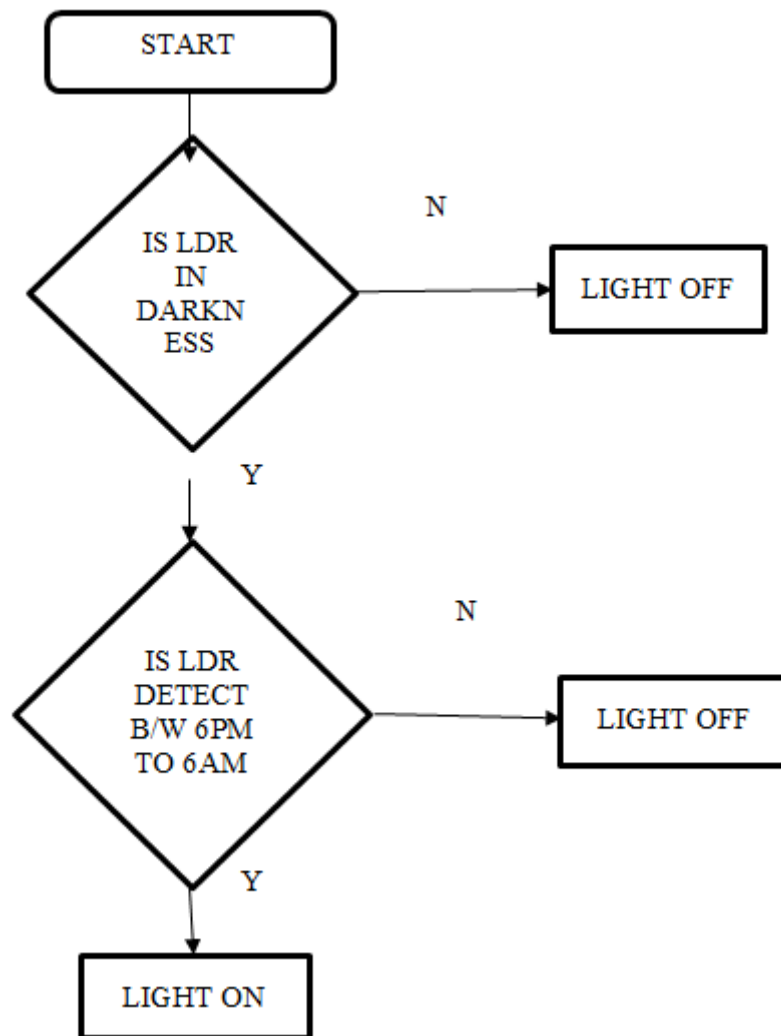 START
IS LDR
IN
DARKN
ESS
N
LIGHT OFF
Y
IS LDR
DETECT
B/W 6PM
TO 6AM
N
LIGHT OFF
Y
LIGHT ON